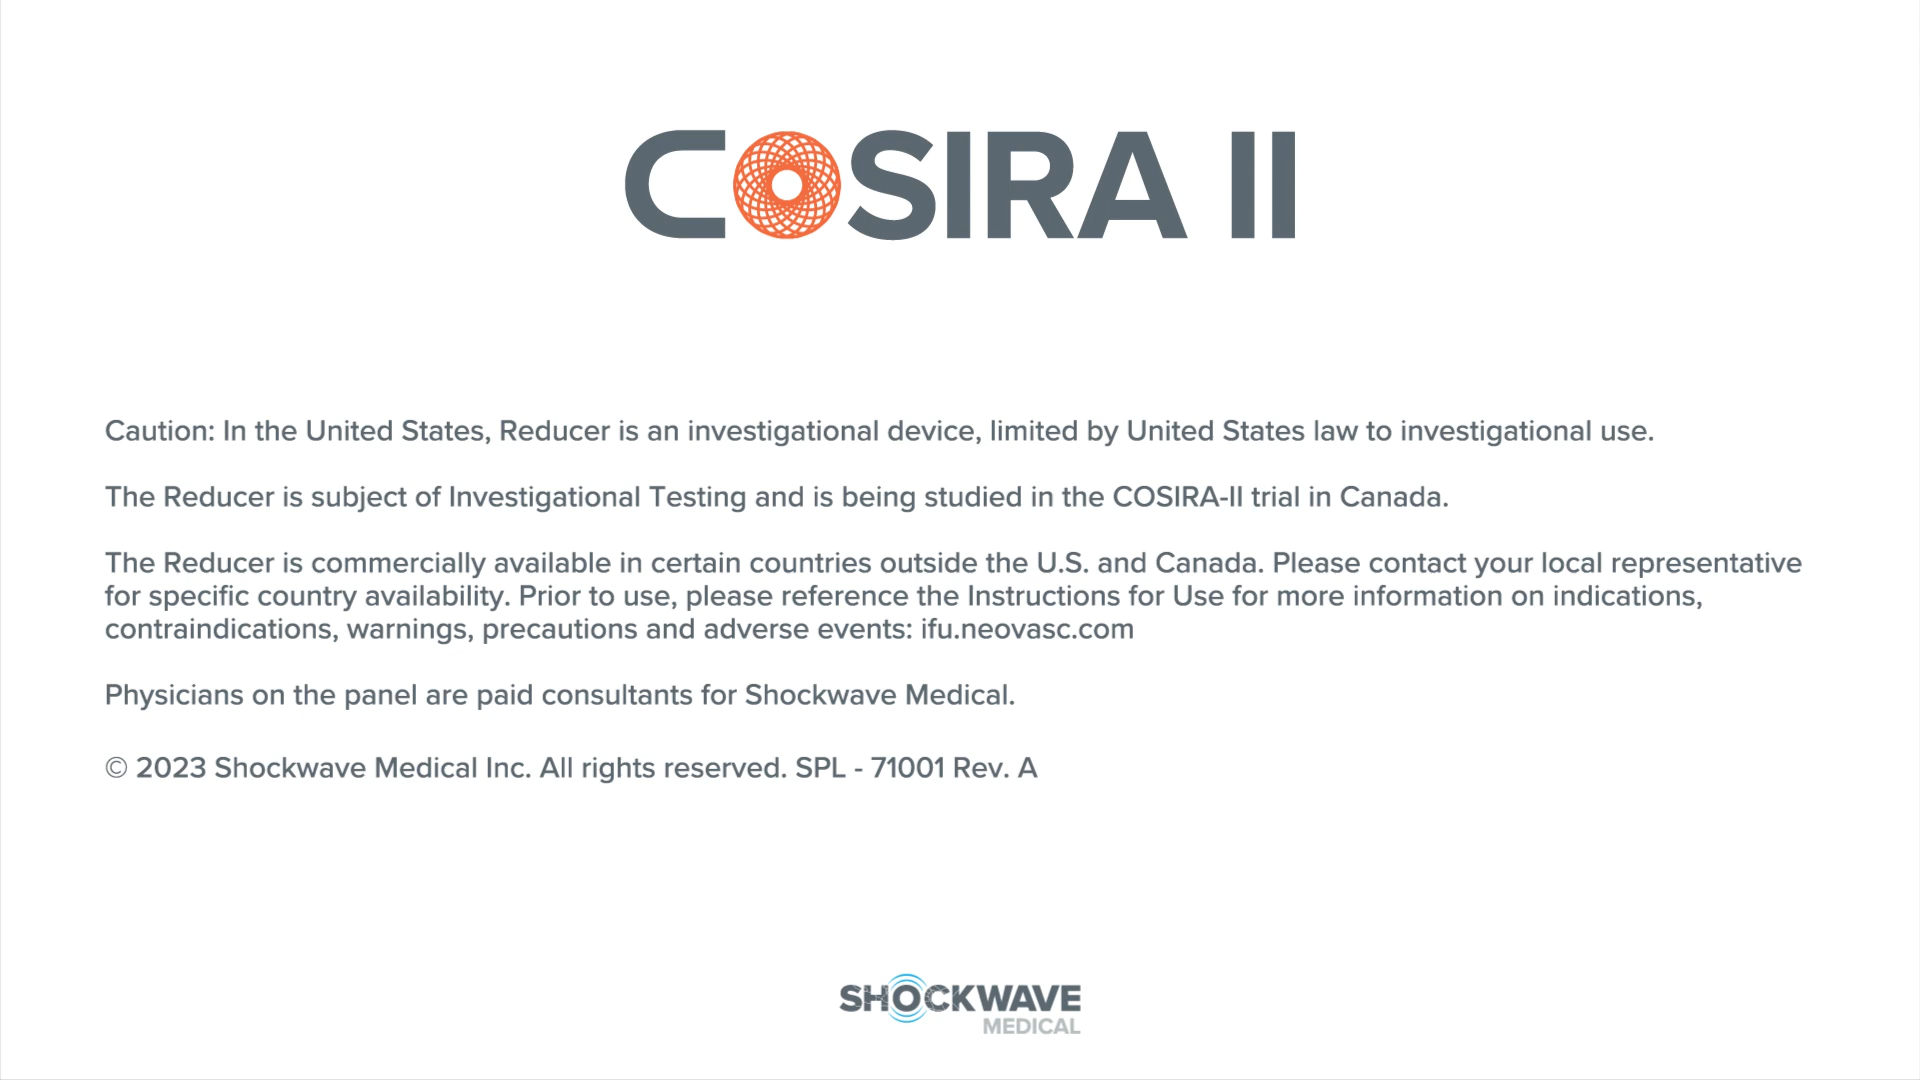 COSIRA II
Caution: In the United States, Reducer is an investigational device, limited by United States law to investigational use.
The Reducer is subject of Investigational Testing and is being studied in the COSIRA-II trial in Canada.
The Reducer is commercially available in certain countries outside the U.S. and Canada. Please contact your local representative
for specific country availability. Prior to use, please reference the Instructions for Use for more information on indications,
contraindications, warnings, precautions and adverse events: ifu.neovasc.com
Physicians on the panel are paid consultants for Shockwave Medical.
© 2023 Shockwave Medical Inc. All rights reserved. SPL - 71001 Rev. A
SHOCKWAVE
MEDICAL